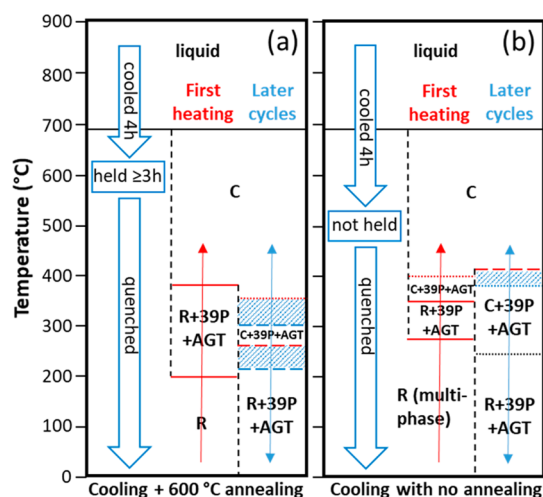 Temperature (°C)
900
800
700
600
500
400
300
200
100
0
(a)
liquid
First
heating
Later
cycles
cooled 4h
held ≥3h
quenched
C
R+39P
+AGT
C+39P+AGT
R
R+39P
+AGT
Cooling + 600 °C annealing
(b)
liquid
First
heating
Later
cycles
cooled 4h
not held
quenched
C
C+39P+AGT
R+39P
+AGT
C+39P
+AGT
R (multi-
phase)
R+39P
+AGT
Cooling with no annealing